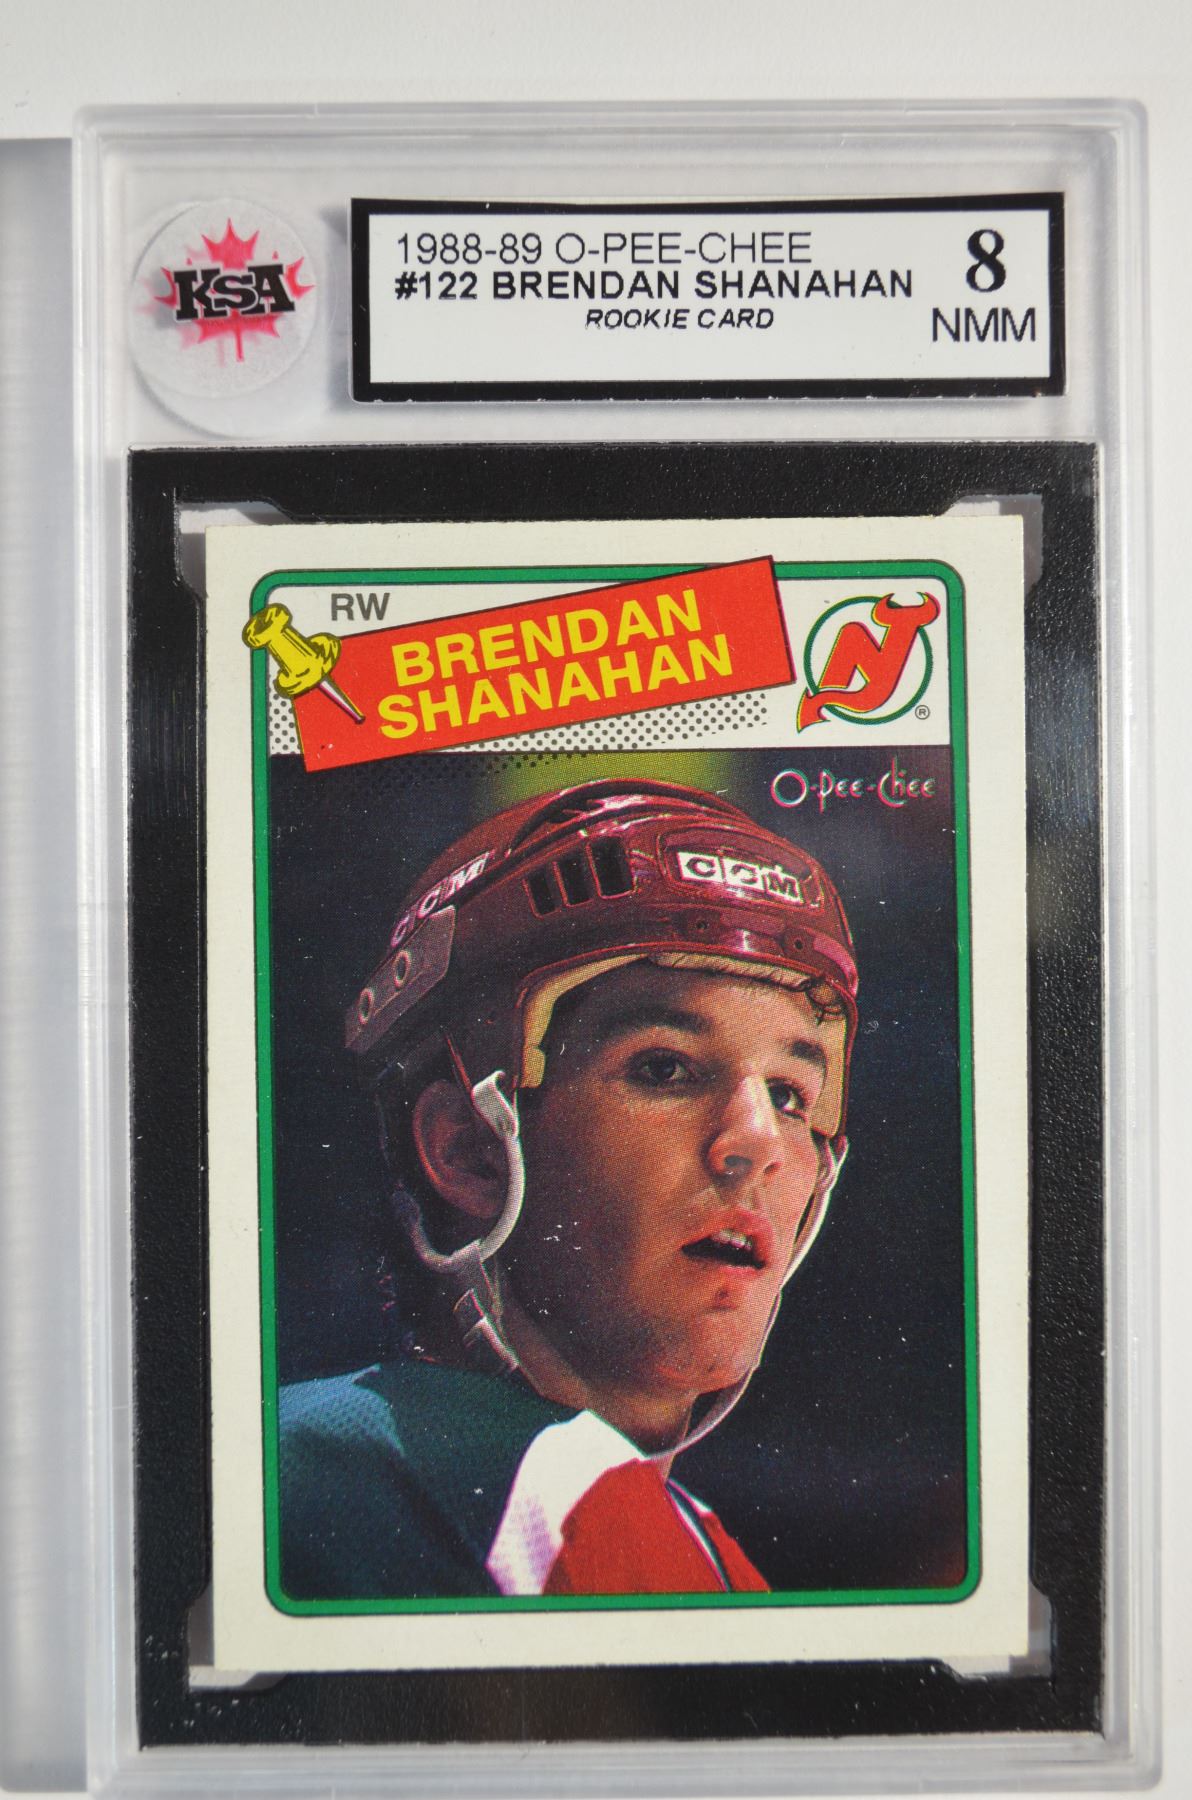 KSA
1988-89 O-PEE-CHEE
#122 BRENDAN SHANAHAN
ROOKIE CARD
8
NMM
RW
BRENDAN
SHANAHAN
NJ
®
O-Pee-Chee
CCM
CCM